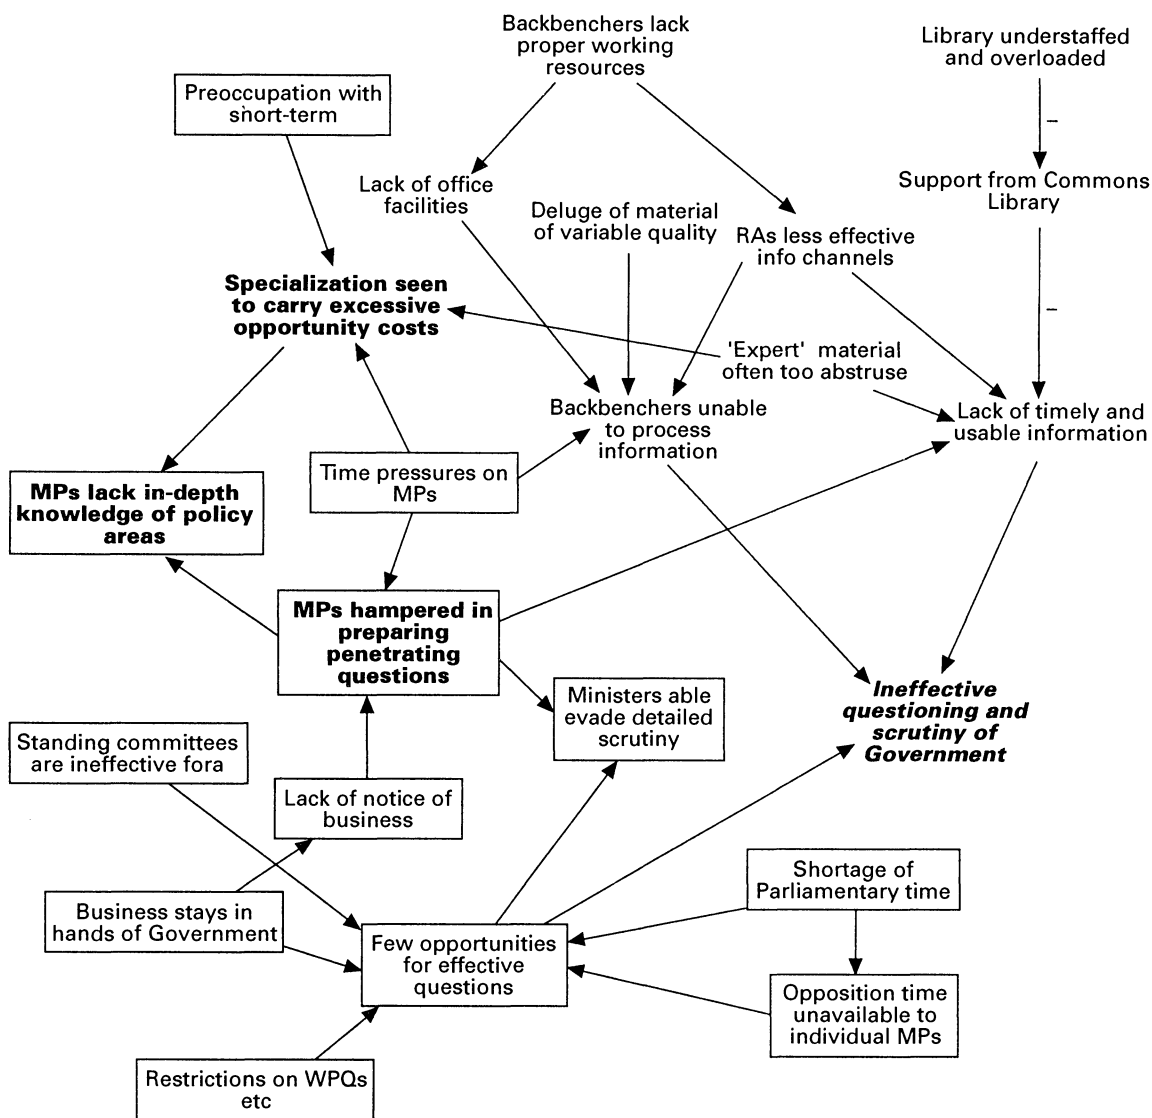 Backbenchers lack
proper working
resources
Library understaffed
and overloaded
Preoccupation with
short-term
–
Lack of office
facilities
Support from Commons
Library
Deluge of material
of variable quality
RAs less effective
info channels
Specialization seen
to carry excessive
opportunity costs
–
'Expert' material
often too abstruse
Backbenchers unable
to process
information
Lack of timely and
usable information
Time pressures on
MPs
MPs lack in-depth
knowledge of policy
areas
MPs hampered in
preparing
penetrating
questions
Ministers able
evade detailed
scrutiny
Ineffective
questioning and
scrutiny of
Government
Standing committees
are ineffective fora
Lack of notice of
business
Shortage of
Parliamentary time
Business stays in
hands of Government
Few opportunities
for effective
questions
Opposition time
unavailable to
individual MPs
Restrictions on WPQs
etc